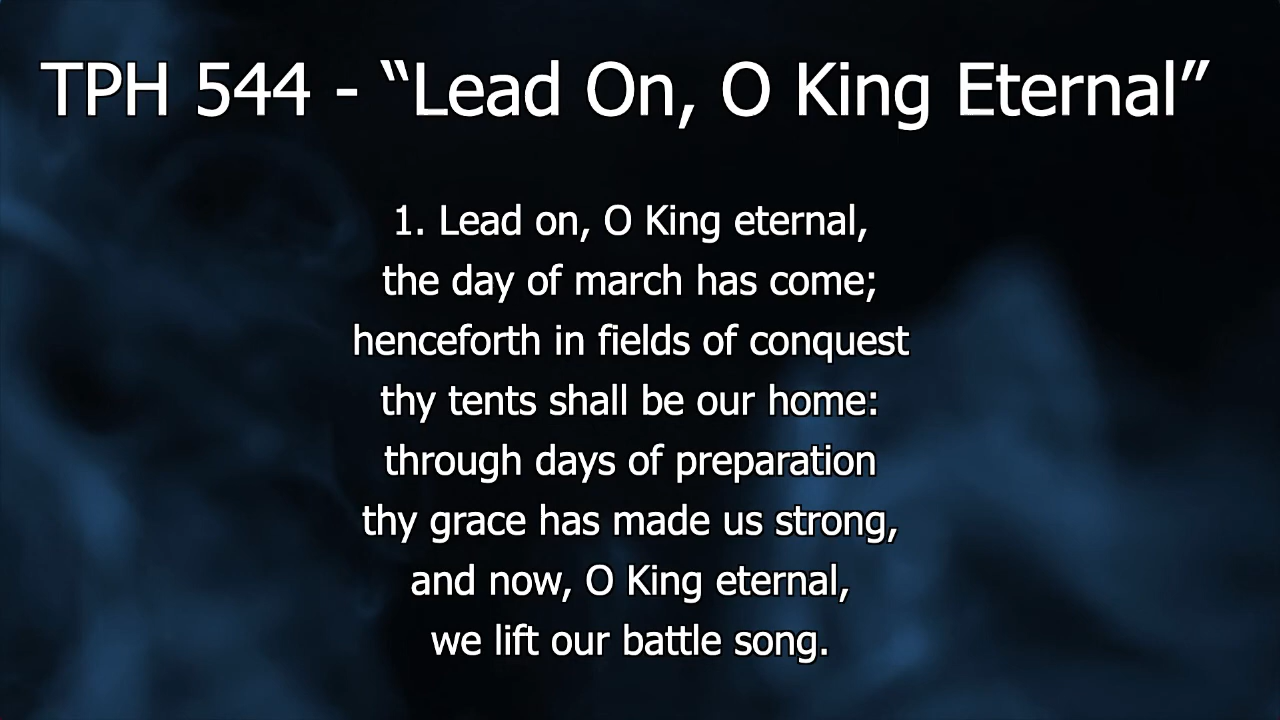 TPH 544 - “Lead On, O King Eternal”
1. Lead on, O King eternal,
the day of march has come;
henceforth in fields of conquest
thy tents shall be our home:
through days of preparation
thy grace has made us strong,
and now, O King eternal,
we lift our battle song.